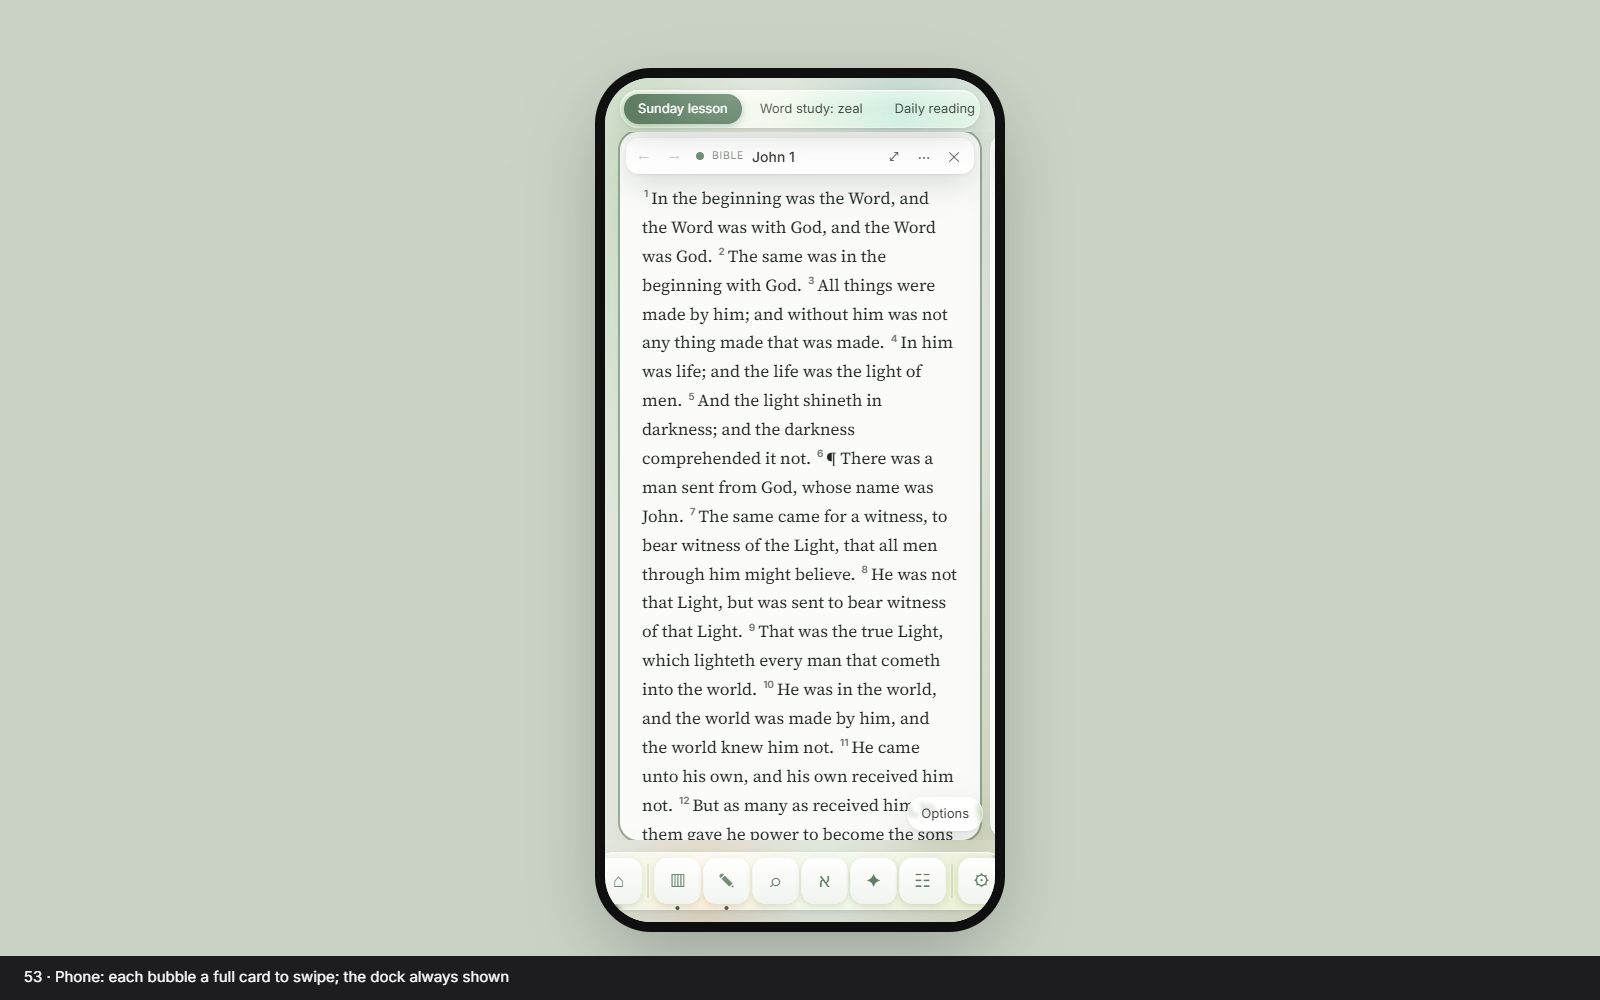 Sunday lesson Word study: zeal Daily reading
← → BIBLE John 1 ⤢ ··· ×
1 In the beginning was the Word, and
the Word was with God, and the Word
was God. 2 The same was in the
beginning with God. 3 All things were
made by him; and without him was not
any thing made that was made. 4 In him
was life; and the life was the light of
men. 5 And the light shineth in
darkness; and the darkness
comprehended it not. 6 ¶ There was a
man sent from God, whose name was
John. 7 The same came for a witness, to
bear witness of the Light, that all men
through him might believe. 8 He was not
that Light, but was sent to bear witness
of that Light. 9 That was the true Light,
which lighteth every man that cometh
into the world. 10 He was in the world,
and the world was made by him, and
the world knew him not. 11 He came
unto his own, and his own received him
not. 12 But as many as received him
Options
them gave he power to become the sons
א
53 · Phone: each bubble a full card to swipe; the dock always shown